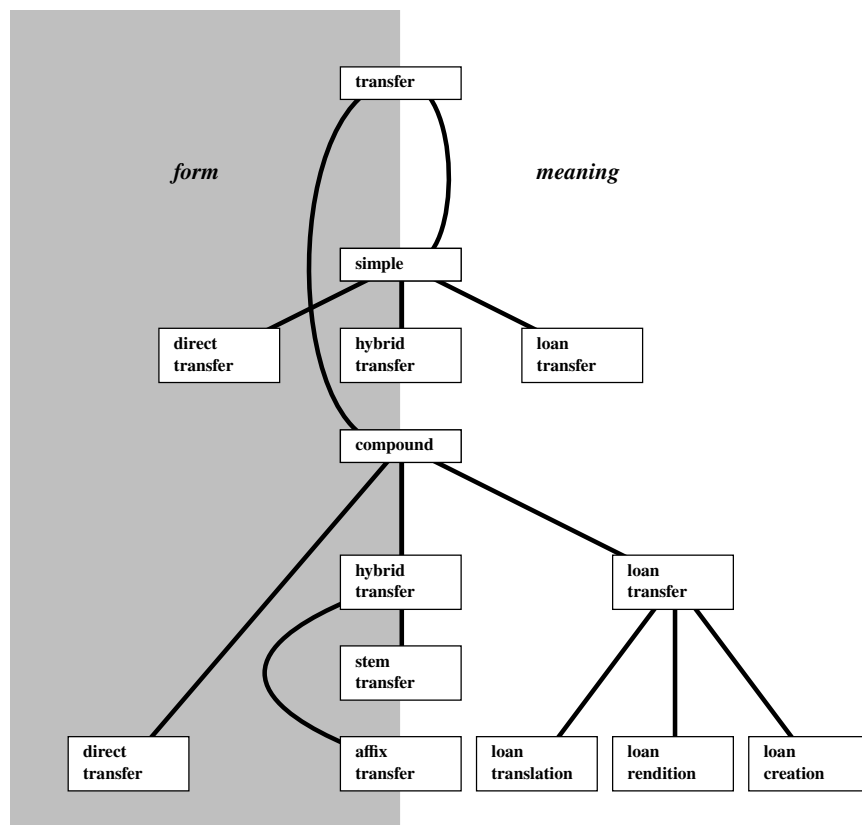 transfer
form
meaning
simple
direct
transfer
hybrid
transfer
loan
transfer
compound
hybrid
transfer
loan
transfer
stem
transfer
direct
transfer
affix
transfer
loan
translation
loan
rendition
loan
creation